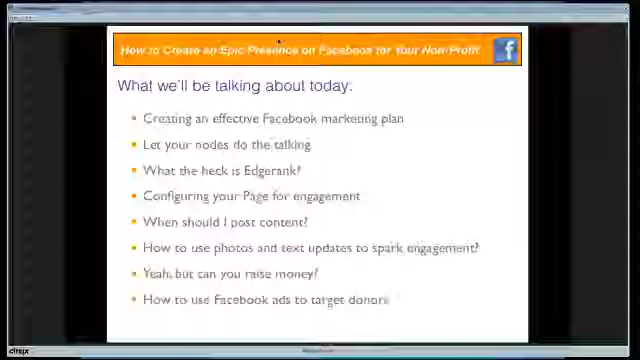 How to Create an Epic Presence on Facebook for Your Non-Profit
f
What we'll be talking about today:
Creating an effective Facebook marketing plan
Let your nodes do the talking
What the heck is Edgerank?
Configuring your Page for engagement
When should I post content?
How to use photos and text updates to spark engagement?
Yeah, but can you raise money?
How to use Facebook ads to target donors
citrix